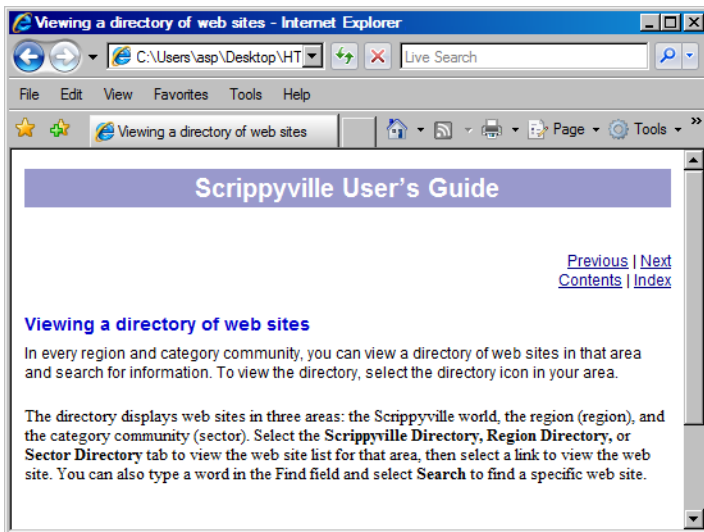 Viewing a directory of web sites - Internet Explorer
C:\Users\asp\Desktop\HT
Live Search
File Edit View Favorites Tools Help
Viewing a directory of web sites
Page
Tools
»
Scrippyville User's Guide
Previous | Next
Contents | Index
Viewing a directory of web sites
In every region and category community, you can view a directory of web sites in that area
and search for information. To view the directory, select the directory icon in your area.
The directory displays web sites in three areas: the Scrippyville world, the region (region), and
the category community (sector). Select the Scrippyville Directory, Region Directory, or
Sector Directory tab to view the web site list for that area, then select a link to view the web
site. You can also type a word in the Find field and select Search to find a specific web site.